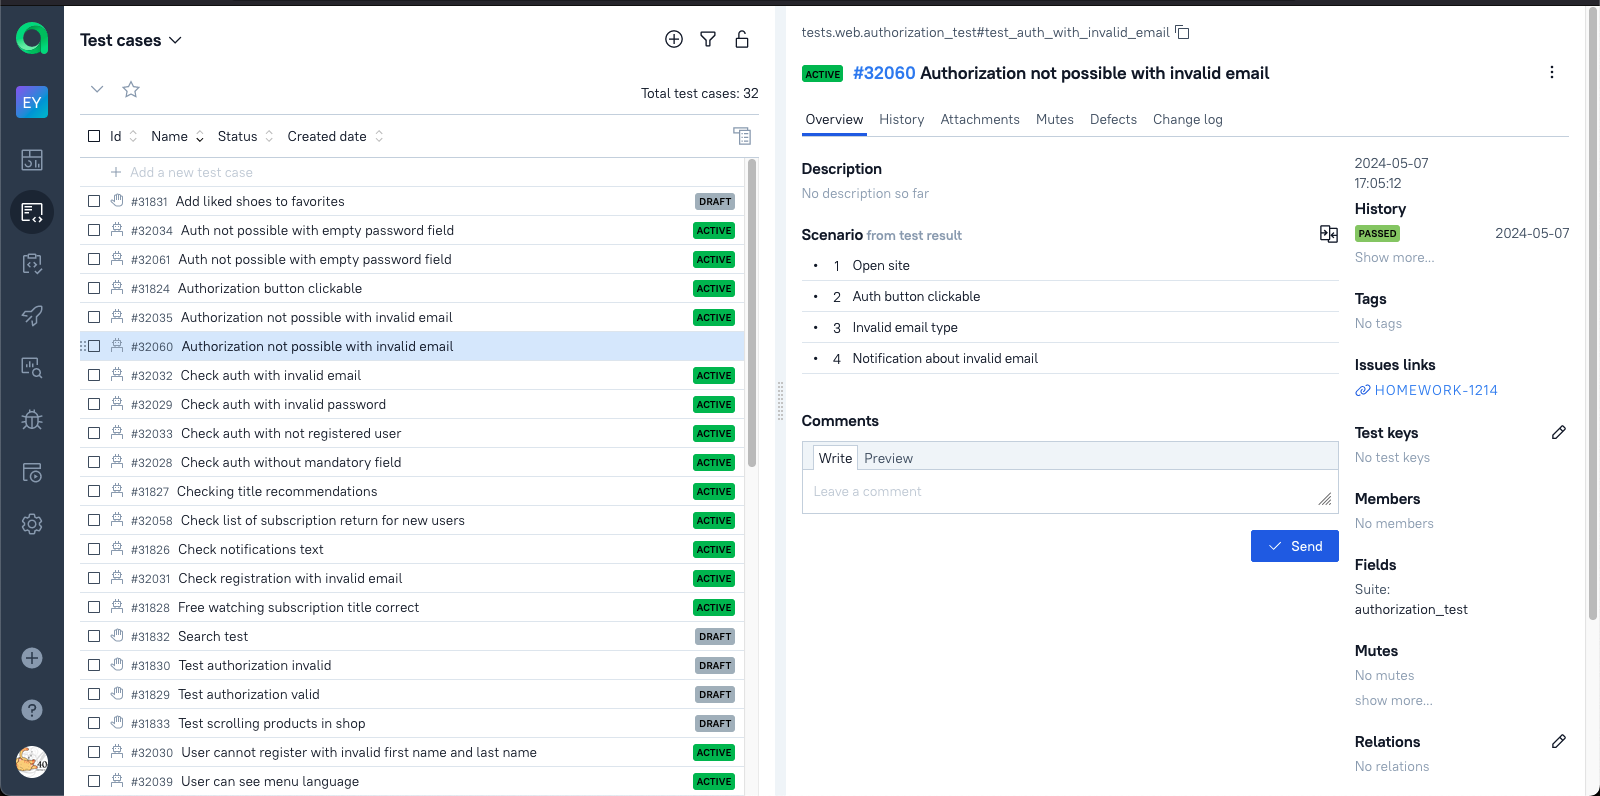 EY
Test cases
Total test cases: 32
Id Name Status Created date
Add a new test case
#31831 Add liked shoes to favorites DRAFT
#32034 Auth not possible with empty password field ACTIVE
#32061 Auth not possible with empty password field ACTIVE
#31824 Authorization button clickable ACTIVE
#32035 Authorization not possible with invalid email ACTIVE
#32060 Authorization not possible with invalid email
#32032 Check auth with invalid email ACTIVE
#32029 Check auth with invalid password ACTIVE
#32033 Check auth with not registered user ACTIVE
#32028 Check auth without mandatory field ACTIVE
#31827 Checking title recommendations ACTIVE
#32058 Check list of subscription return for new users ACTIVE
#31826 Check notifications text ACTIVE
#32031 Check registration with invalid email ACTIVE
#31828 Free watching subscription title correct ACTIVE
#31832 Search test DRAFT
#31830 Test authorization invalid DRAFT
#31829 Test authorization valid DRAFT
#31833 Test scrolling products in shop DRAFT
#32030 User cannot register with invalid first name and last name ACTIVE
#32039 User can see menu language ACTIVE
tests.web.authorization_test#test_auth_with_invalid_email
ACTIVE #32060 Authorization not possible with invalid email
Overview History Attachments Mutes Defects Change log
Description
No description so far
Scenario from test result
1 Open site
2 Auth button clickable
3 Invalid email type
4 Notification about invalid email
Comments
Write Preview
Leave a comment
Send
2024-05-07
17:05:12
History
PASSED 2024-05-07
Show more...
Tags
No tags
Issues links
HOMEWORK-1214
Test keys
No test keys
Members
No members
Fields
Suite:
authorization_test
Mutes
No mutes
show more...
Relations
No relations